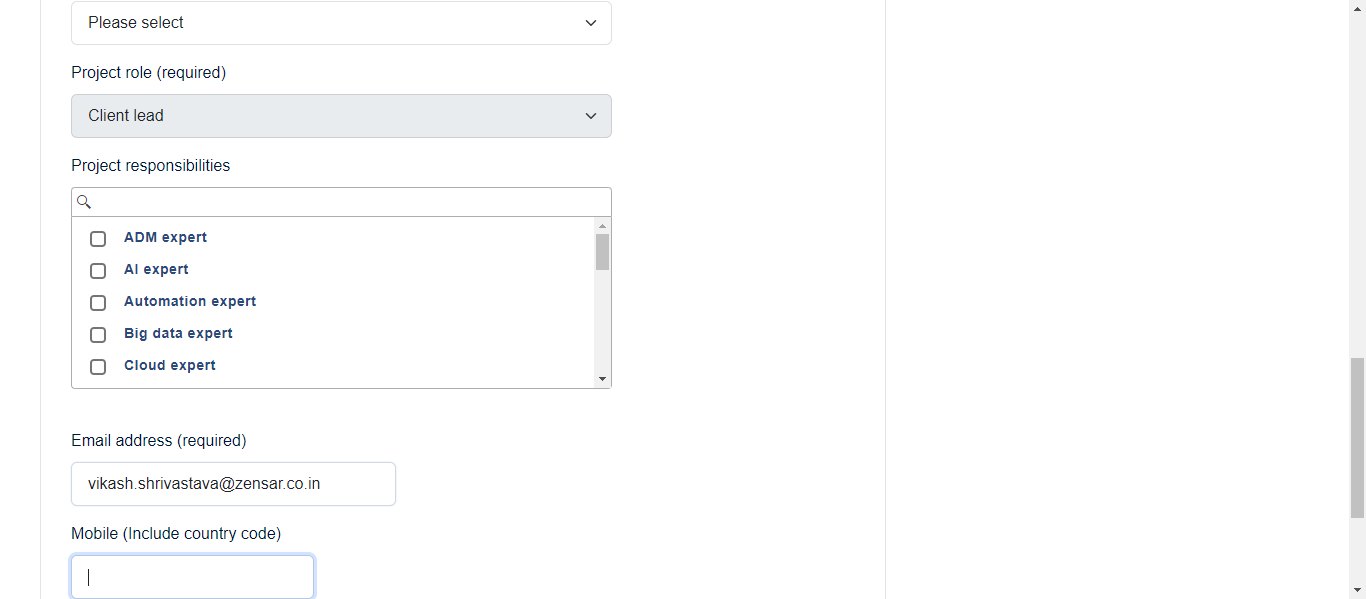 Please select
Project role (required)
Client lead
Project responsibilities
ADM expert
AI expert
Automation expert
Big data expert
Cloud expert
Email address (required)
vikash.shrivastava@zensar.co.in
Mobile (Include country code)